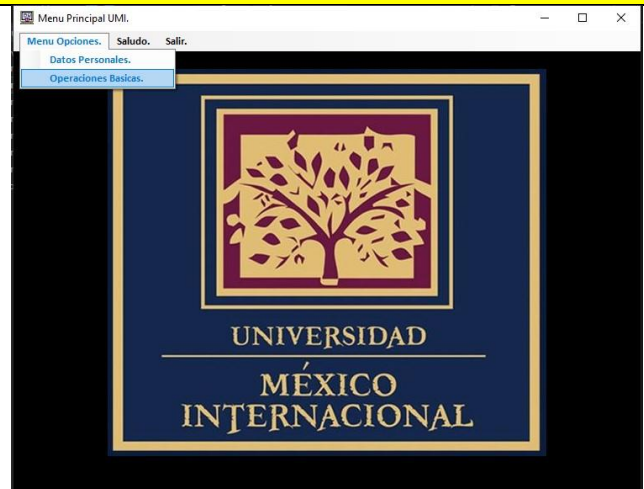 Menu Principal UMI.
Menu Opciones. Saludo. Salir.
Datos Personales.
Operaciones Basicas.
UNIVERSIDAD
MÉXICO
INTERNACIONAL